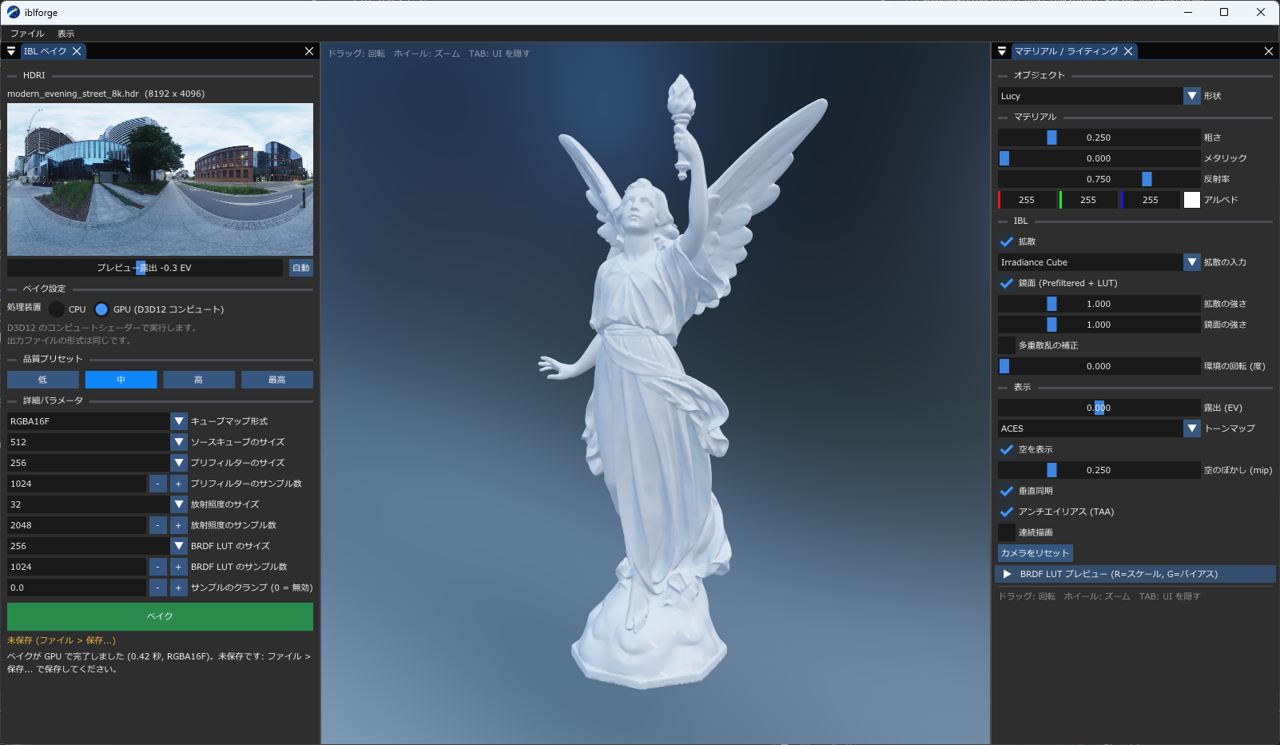 iblforge
ファイル 表示
IBL ベイク
HDRI
modern_evening_street_8k.hdr (8192 x 4096)
プレビュー露出 -0.3 EV
自動
ベイク設定
処理装置 CPU GPU (D3D12 コンピュート)
D3D12 のコンピュートシェーダーで実行します。
出力ファイルの形式は同じです。
品質プリセット
低 中 高 最高
詳細パラメータ
RGBA16F キューブマップ形式
512 ソースキューブのサイズ
256 プリフィルターのサイズ
1024 - + プリフィルターのサンプル数
32 放射照度のサイズ
2048 - + 放射照度のサンプル数
256 BRDF LUT のサイズ
1024 - + BRDF LUT のサンプル数
0.0 - + サンプルのクランプ (0 = 無効)
ベイク
未保存 (ファイル > 保存...)
ベイクが GPU で完了しました (0.42 秒, RGBA16F)。未保存です: ファイル >
保存... で保存してください。
ドラッグ: 回転 ホイール: ズーム TAB: UI を隠す
マテリアル / ライティング
オブジェクト
Lucy 形状
マテリアル
0.250 粗さ
0.000 メタリック
0.750 反射率
255 255 255 アルベド
IBL
拡散
Irradiance Cube 拡散の入力
鏡面 (Prefiltered + LUT)
1.000 拡散の強さ
1.000 鏡面の強さ
多重散乱の補正
0.000 環境の回転 (度)
表示
0.000 露出 (EV)
ACES トーンマップ
空を表示
0.250 空のぼかし (mip)
垂直同期
アンチエイリアス (TAA)
連続描画
カメラをリセット
BRDF LUT プレビュー (R=スケール, G=バイアス)
ドラッグ: 回転 ホイール: ズーム TAB: UI を隠す